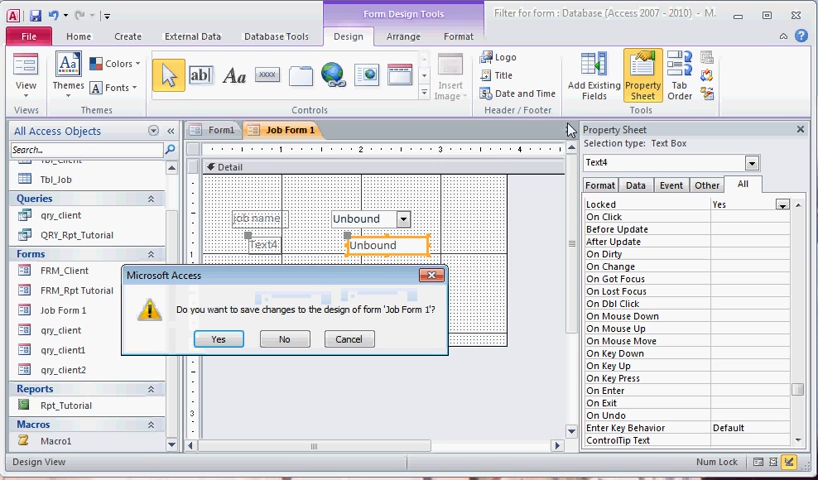 Form Design Tools
Filter for form : Database (Access 2007 - 2010) - M.
File Home Create External Data Database Tools Design Arrange Format
View
Themes
Colors
Fonts
ab|
Aa
xxxx
Insert Image
Logo
Title
Date and Time
Add Existing Fields
Property Sheet
Tab Order
Views Themes Controls Header / Footer Tools
All Access Objects
Search...
Tbl_Client
Tbl_Job
Queries
qry_client
QRY_Rpt_Tutorial
Forms
FRM_Client
FRM_Rpt Tutorial
Job Form 1
qry_client
qry_client1
qry_client2
Reports
Rpt_Tutorial
Macros
Macro1
Form1 Job Form 1
1 2 3 4
Detail
job name Unbound
Text4 Unbound
1
3
Microsoft Access
Do you want to save changes to the design of form 'Job Form 1'?
Yes No Cancel
Property Sheet
Selection type: Text Box
Text4
Format Data Event Other All
Locked Yes
On Click
Before Update
After Update
On Dirty
On Change
On Got Focus
On Lost Focus
On Dbl Click
On Mouse Down
On Mouse Up
On Mouse Move
On Key Down
On Key Up
On Key Press
On Enter
On Exit
On Undo
Enter Key Behavior Default
ControlTip Text
Design View
Num Lock